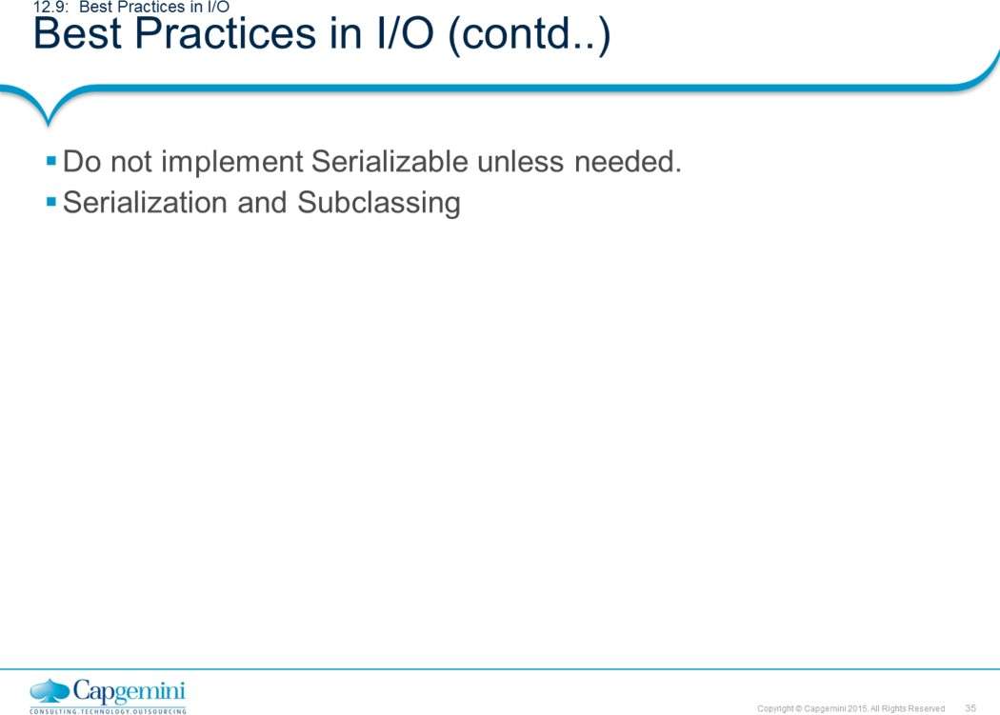 12.9: Best Practices in I/O
Best Practices in I/O (contd..)
Do not implement Serializable unless needed.
Serialization and Subclassing
Capgemini
CONSULTING.TECHNOLOGY.OUTSOURCING
Copyright © Capgemini 2015. All Rights Reserved 35